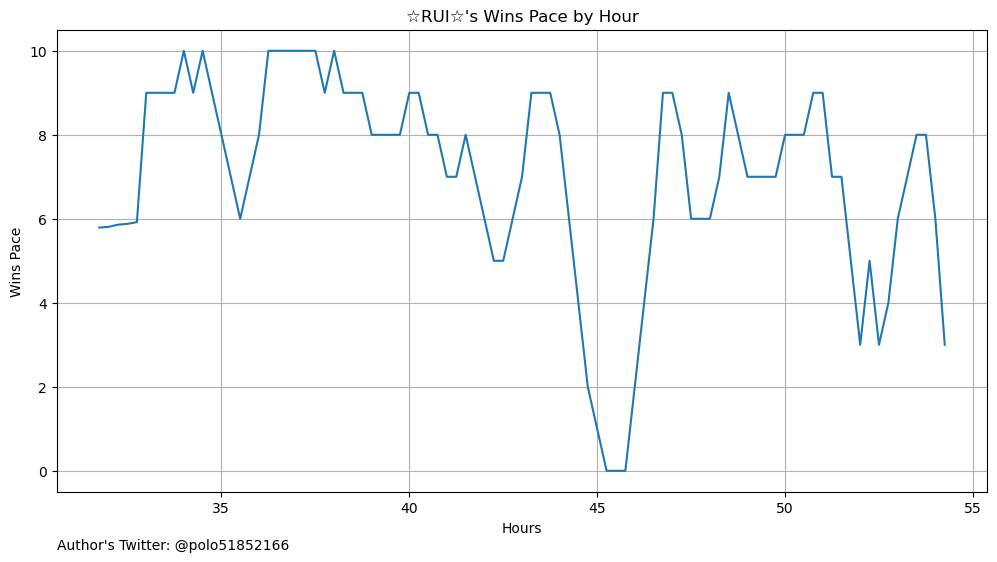 ☆RUI☆'s Wins Pace by Hour
10
8
6
4
2
0
Wins Pace
35 40 45 50 55
Hours
Author's Twitter: @polo51852166